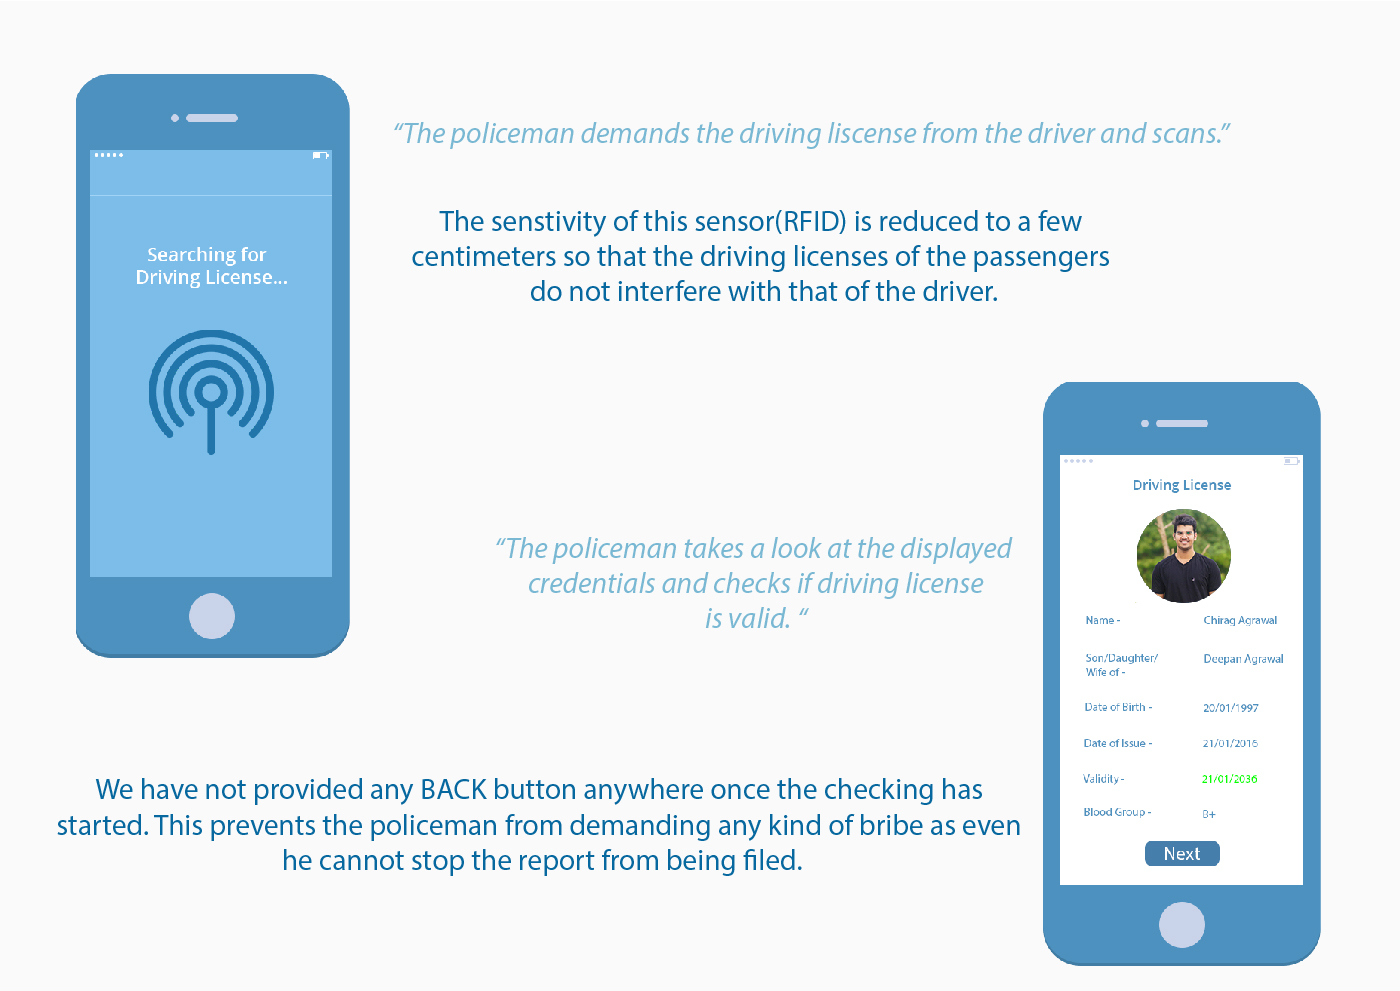 “The policeman demands the driving liscense from the driver and scans.”
The senstivity of this sensor(RFID) is reduced to a few
centimeters so that the driving licenses of the passengers
do not interfere with that of the driver.
Searching for
Driving License...
“The policeman takes a look at the displayed
credentials and checks if driving license
is valid. “
Driving License
Name - Chirag Agrawal
Son/Daughter/ Deepan Agrawal
Wife of -
Date of Birth - 20/01/1997
Date of Issue - 21/01/2016
Validity - 21/01/2036
Blood Group - B+
Next
We have not provided any BACK button anywhere once the checking has
started. This prevents the policeman from demanding any kind of bribe as even
he cannot stop the report from being filed.